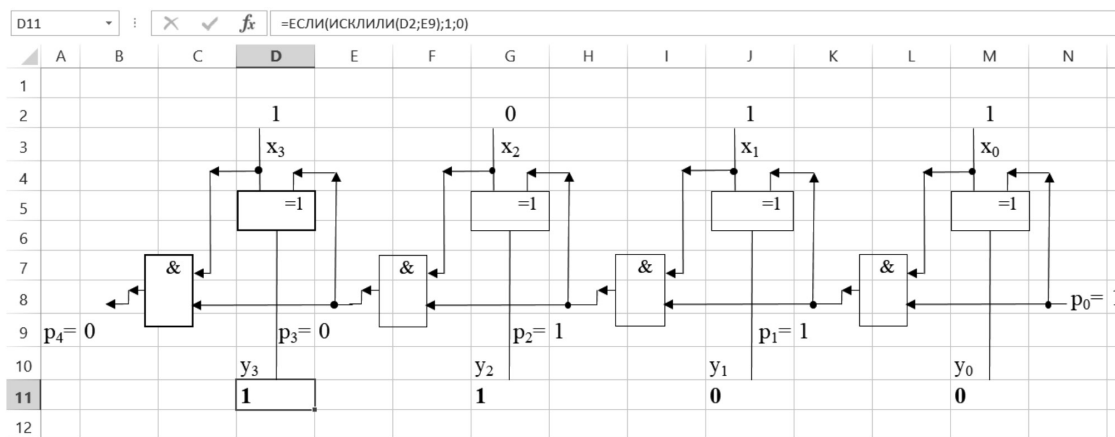 D11 fx =ЕСЛИ(ИСКЛИЛИ(D2;E9);1;0)
A B C D E F G H I J K L M N
1
2 1 0 1 1
3 x3 x2 x1 x0
4
5 =1 =1 =1 =1
6
7 & & & &
8 p0=
9 p4= 0 p3= 0 p2= 1 p1= 1
10 y3 y2 y1 y0
11 1 1 0 0
12